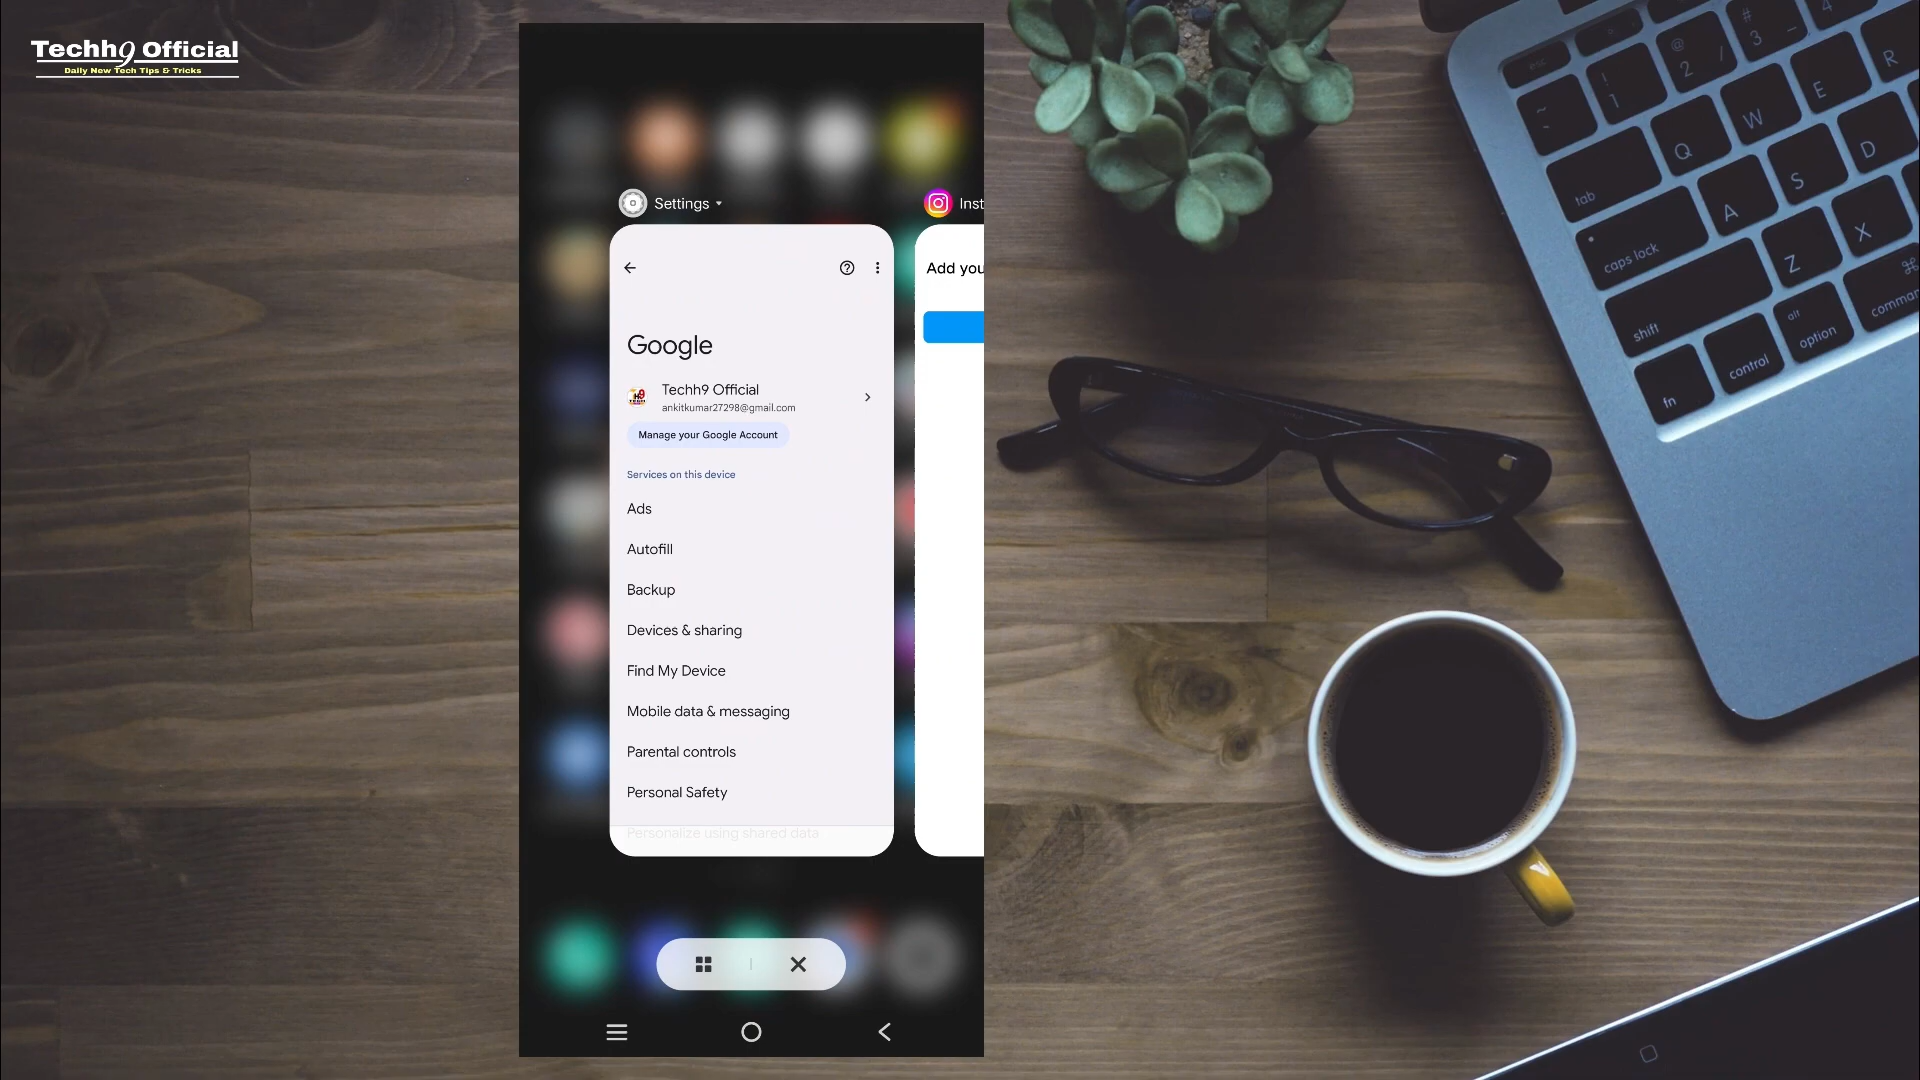 Techh9 Official
Daily New Tech Tips & Tricks
Settings
Inst
Add you
Google
Techh9 Official
ankitkumar27298@gmail.com
Manage your Google Account
Services on this device
Ads
Autofill
Backup
Devices & sharing
Find My Device
Mobile data & messaging
Parental controls
Personal Safety
Personalize using shared data
esc
~
! 1
@ 2 /
# 3 _
4
tab
Q
W
E
R
caps lock
A
S
D
shift
Z
X
⌘
fn
control
alt
option
comman